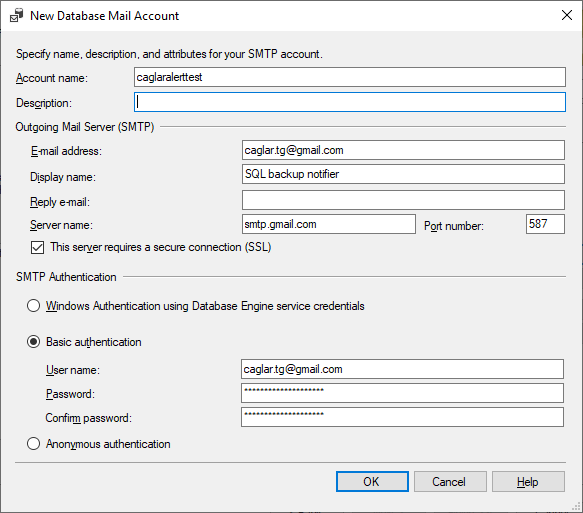 New Database Mail Account
Specify name, description, and attributes for your SMTP account.
Account name: caglaralerttest
Description:
Outgoing Mail Server (SMTP)
E-mail address: caglar.tg@gmail.com
Display name: SQL backup notifier
Reply e-mail:
Server name: smtp.gmail.com Port number: 587
This server requires a secure connection (SSL)
SMTP Authentication
Windows Authentication using Database Engine service credentials
Basic authentication
User name: caglar.tg@gmail.com
Password: ********************
Confirm password: ********************
Anonymous authentication
OK Cancel Help